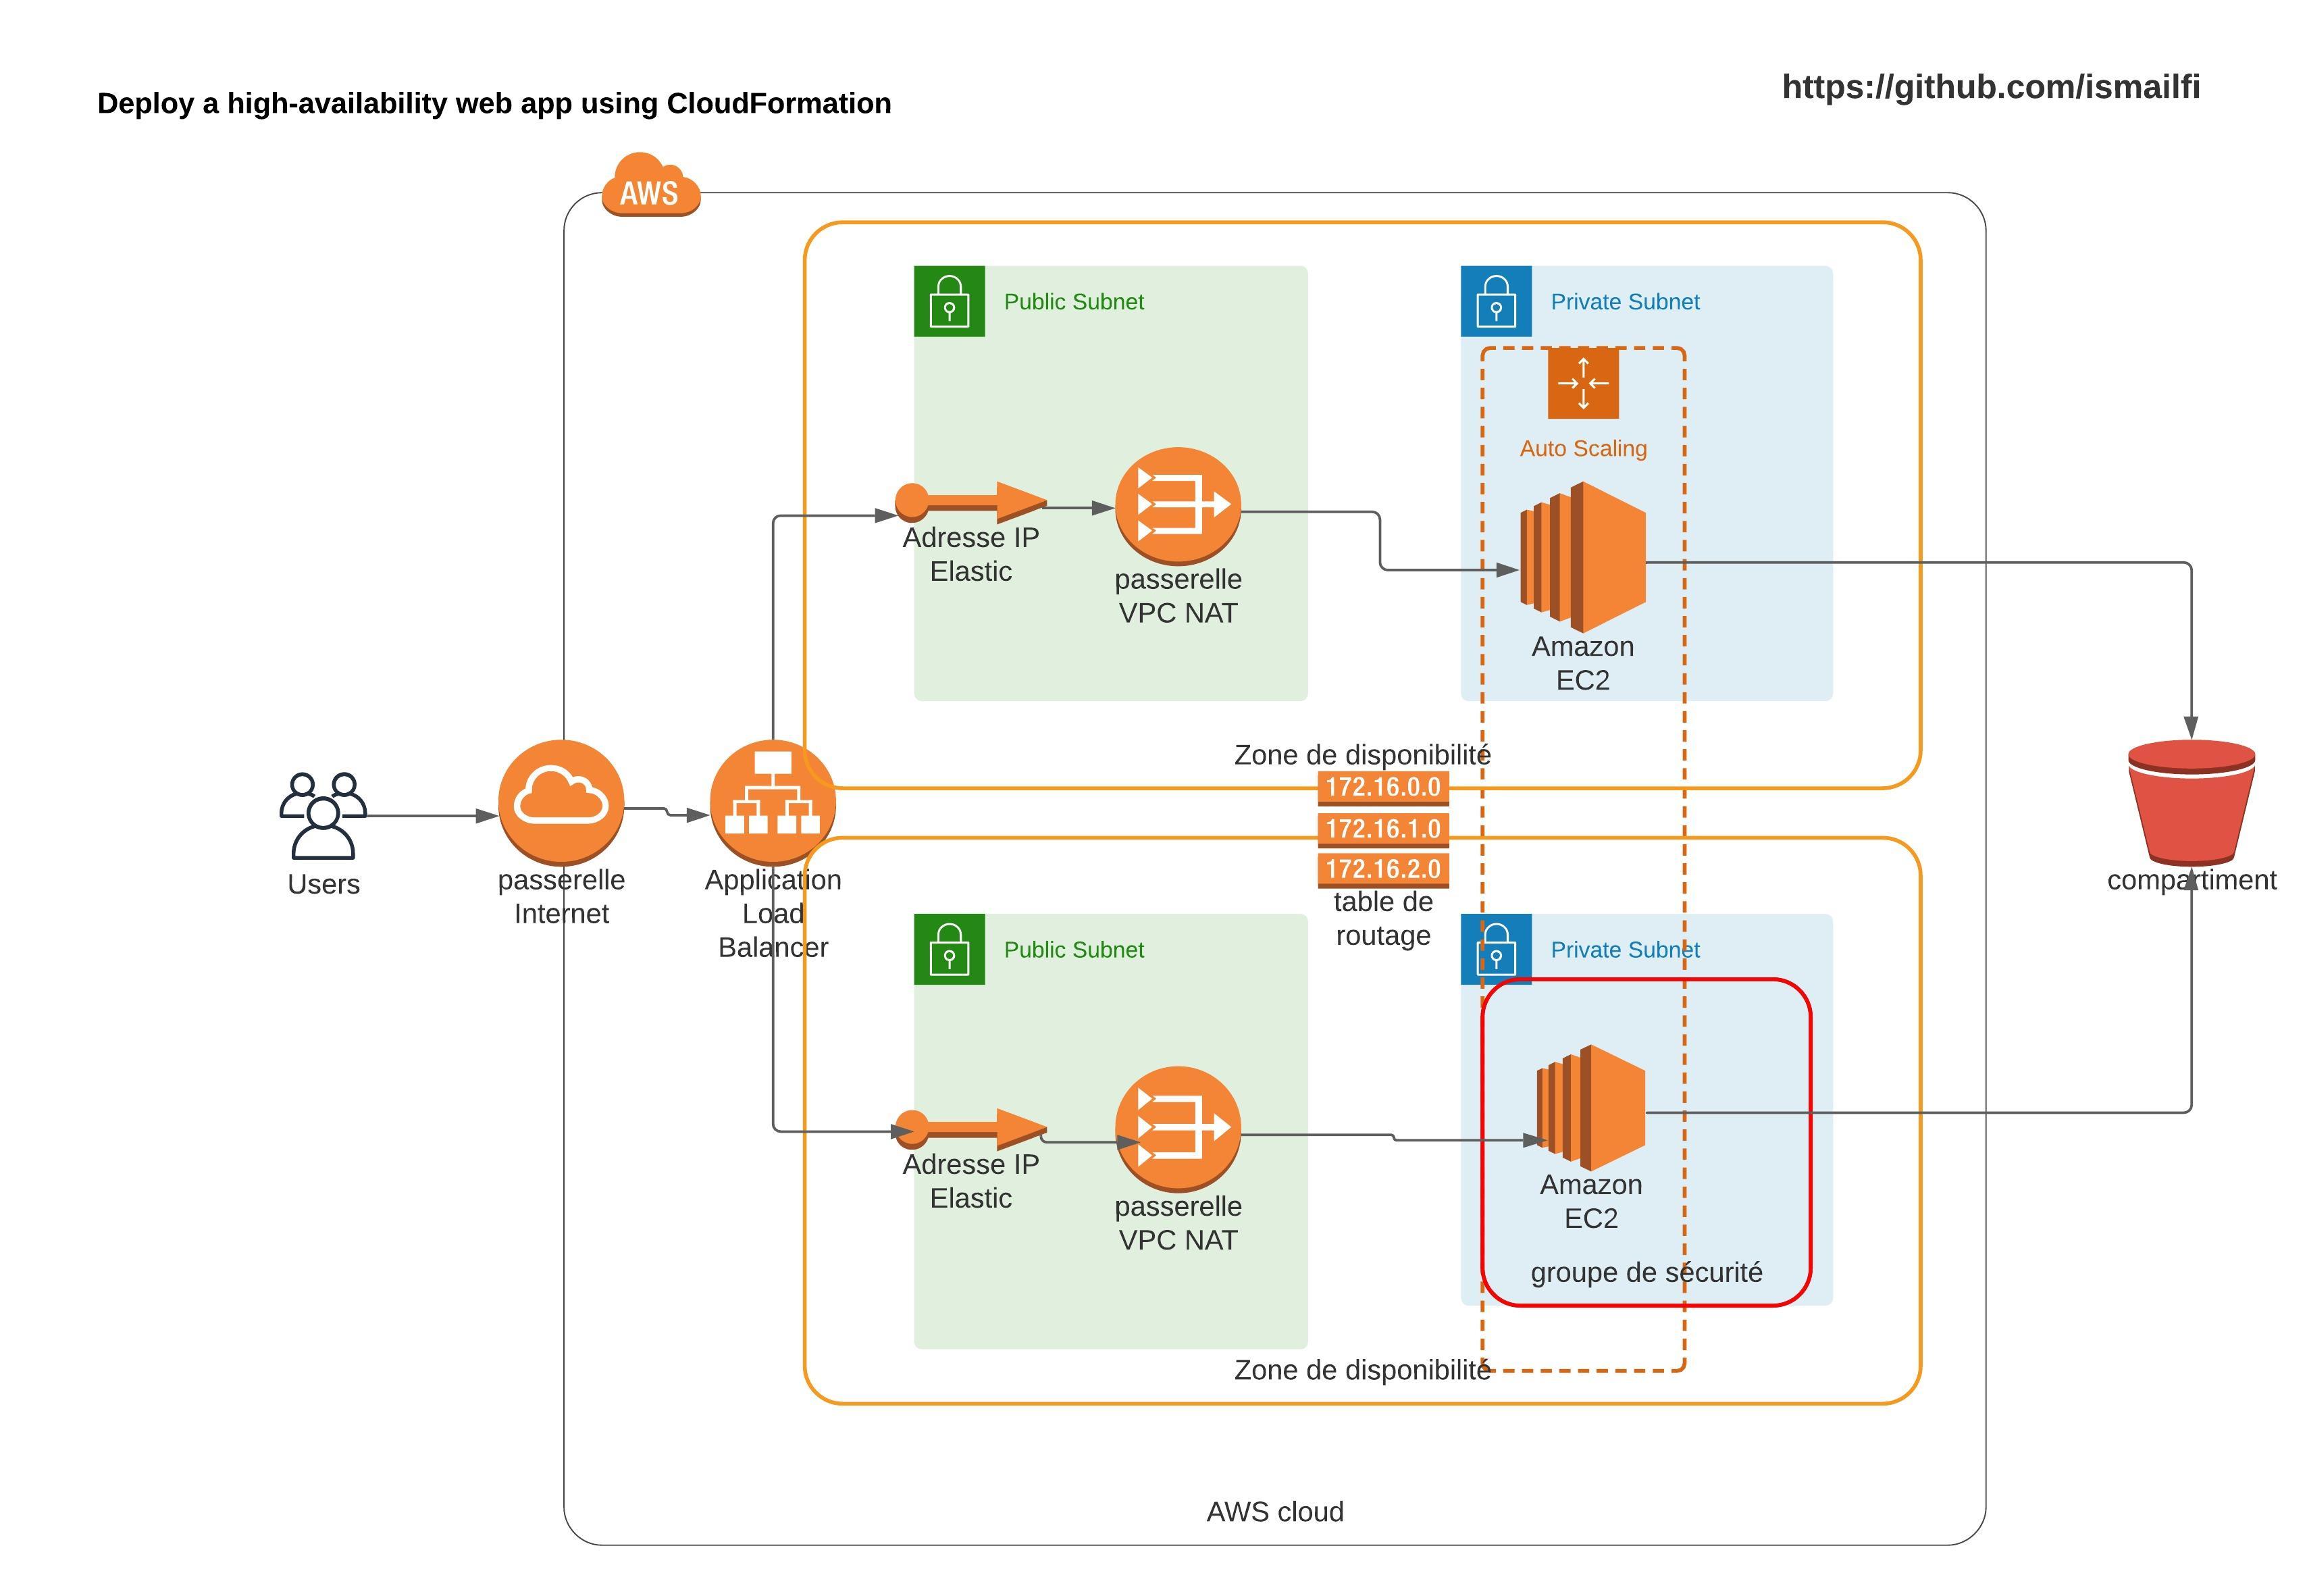 Deploy a high-availability web app using CloudFormation
https://github.com/ismailfi
AWS
Public Subnet
Private Subnet
Auto Scaling
Adresse IP
Elastic
passerelle
VPC NAT
Amazon
EC2
Zone de disponibilité
172.16.0.0
172.16.1.0
172.16.2.0
table de
routage
Users
passerelle
Internet
Application
Load
Balancer
compartiment
Public Subnet
Private Subnet
Adresse IP
Elastic
passerelle
VPC NAT
Amazon
EC2
groupe de sécurité
Zone de disponibilité
AWS cloud